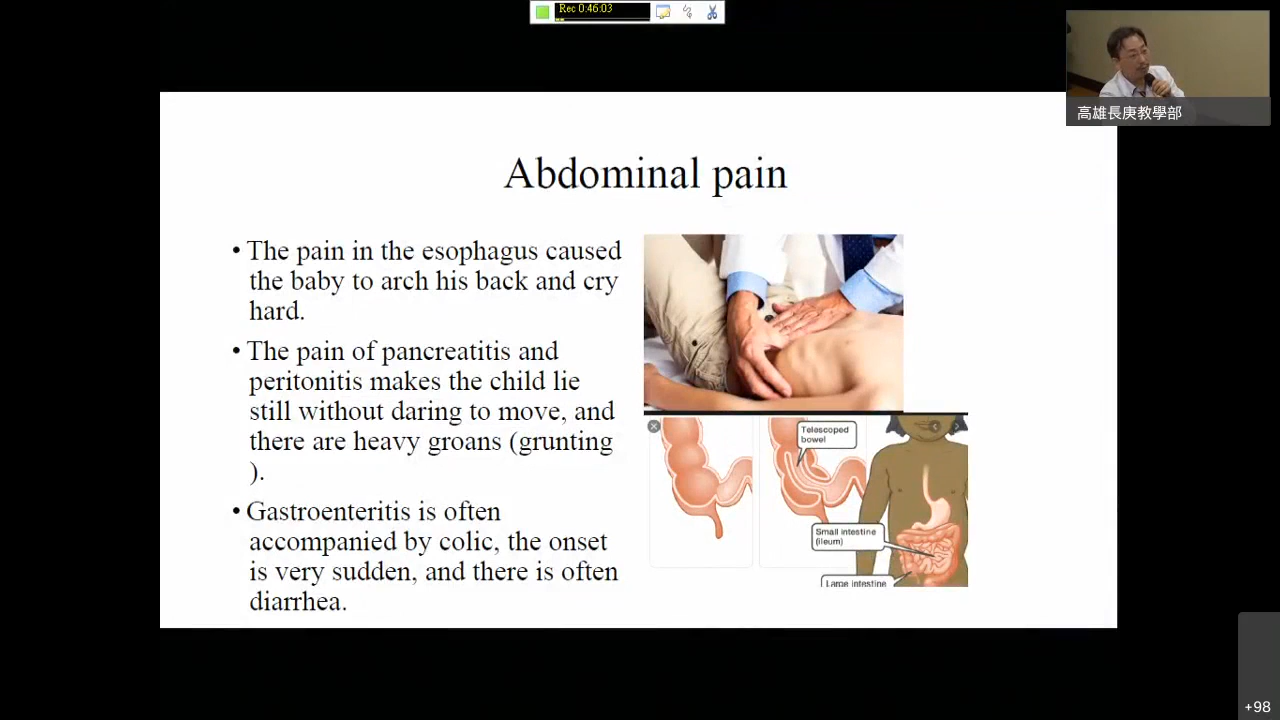 Rec 0:46:03
高雄長庚教學部
Abdominal pain
• The pain in the esophagus caused
the baby to arch his back and cry
hard.
• The pain of pancreatitis and
peritonitis makes the child lie
still without daring to move, and
there are heavy groans (grunting
).
• Gastroenteritis is often
accompanied by colic, the onset
is very sudden, and there is often
diarrhea.
Telescoped
bowel
Small intestine
(ileum)
Large intestine
+98